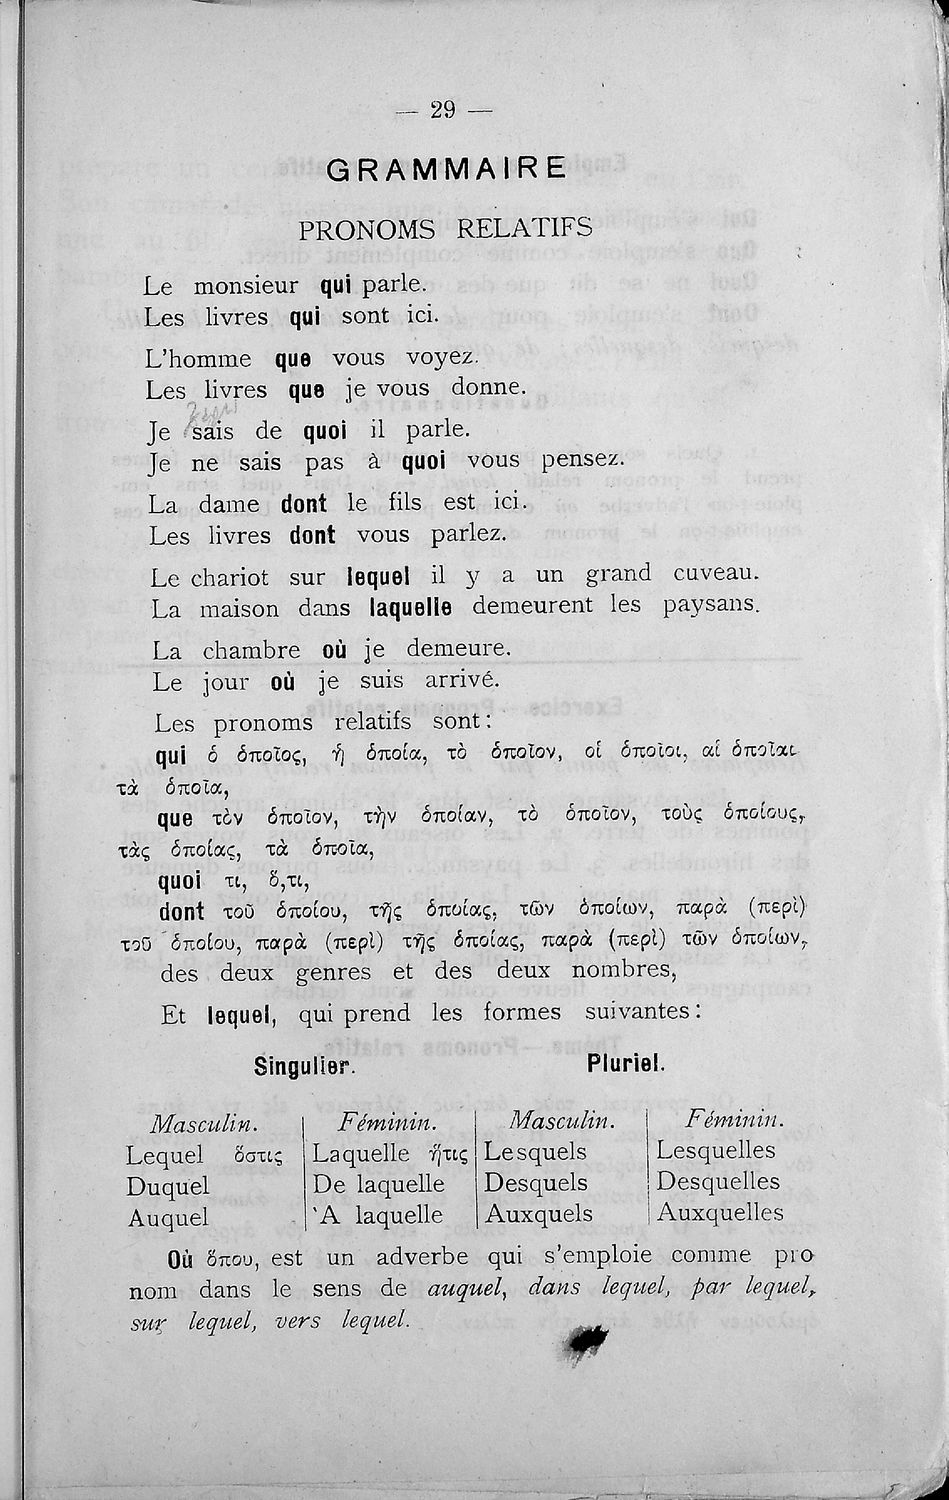 — 29 —
GRAMMAIRE
PRONOMS RELATIFS
Le monsieur qui parle.
Les livres qui sont ici.
L'homme que vous voyez.
Les livres que je vous donne.
Je sais de quoi il parle.
Je ne sais pas à quoi vous pensez.
La dame dont le fils est ici.
Les livres dont vous parlez.
Le chariot sur lequel il y a un grand cuveau.
La maison dans laquelle demeurent les paysans.
La chambre où je demeure.
Le jour où je suis arrivé.
Les pronoms relatifs sont:
qui ὁ ὁποῖος, ἡ ὁποία, τὸ ὁποῖον, οἱ ὁποῖοι, αἱ ὁποῖαι
τὰ ὁποῖα,
que τὸν ὁποῖον, τὴν ὁποίαν, τὸ ὁποῖον, τοὺς ὁποίους,
τὰς ὁποίας, τὰ ὁποῖα,
quoi τι, ὅ,τι,
dont τοῦ ὁποίου, τῆς ὁποίας, τῶν ὁποίων, παρὰ (περὶ)
τοῦ ὁποίου, παρὰ (περὶ) τῆς ὁποίας, παρὰ (περὶ) τῶν ὁποίων,
des deux genres et des deux nombres,
Et lequel, qui prend les formes suivantes:
Singulier. Pluriel.
Masculin. Féminin. Masculin. Féminin.
Lequel ὅστις Laquelle ἥτις Lesquels Lesquelles
Duquel De laquelle Desquels Desquelles
Auquel 'A laquelle Auxquels Auxquelles
Où ὅπου, est un adverbe qui s'emploie comme pro
nom dans le sens de auquel, dans lequel, par lequel,
sur lequel, vers lequel.